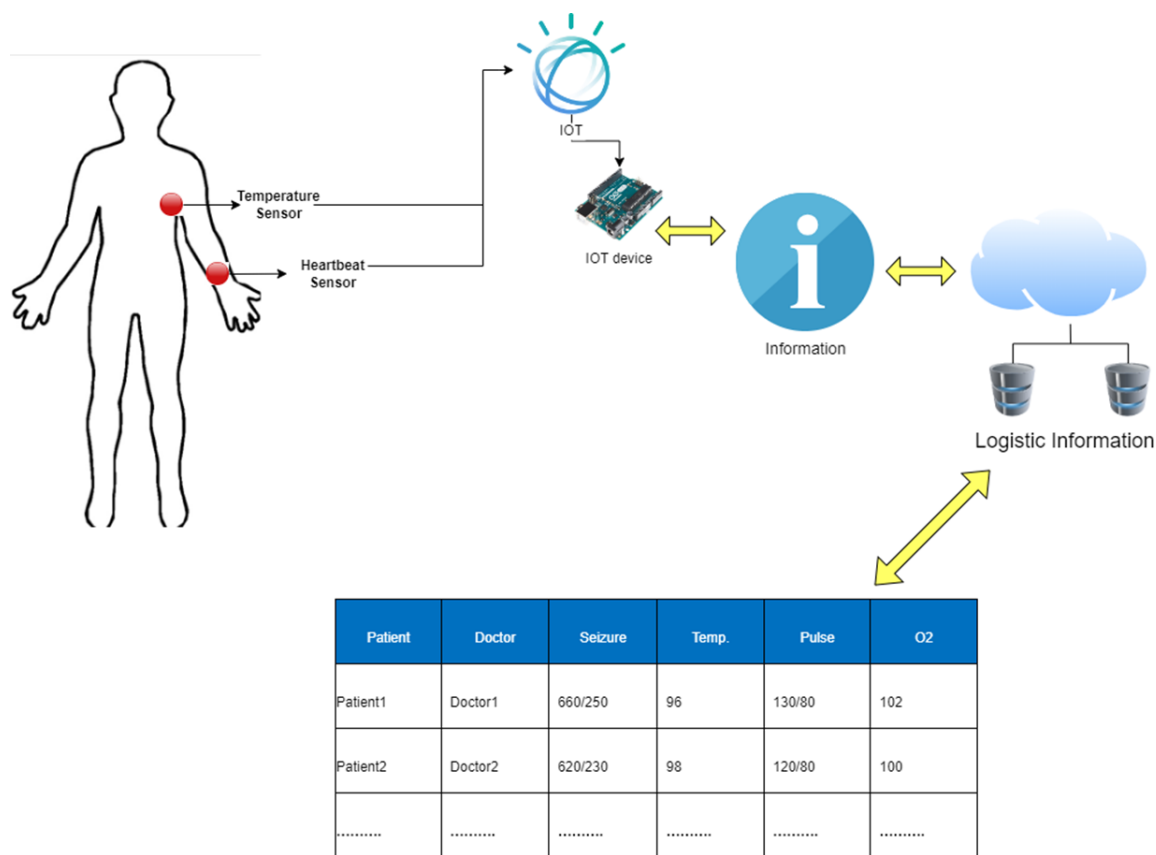 IOT
Temperature
Sensor
IOT device
Heartbeat
Sensor
Information
Logistic Information
Patient Doctor Seizure Temp. Pulse O2
Patient1 Doctor1 660/250 96 130/80 102
Patient2 Doctor2 620/230 98 120/80 100
.......... .......... .......... .......... .......... ..........